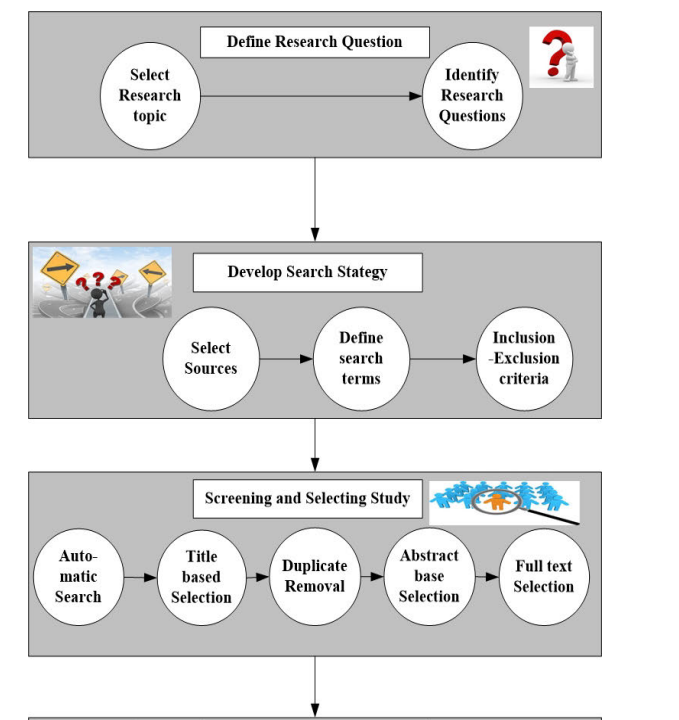 Define Research Question
Select
Research
topic
Identify
Research
Questions
Develop Search Stategy
Select
Sources
Define
search
terms
Inclusion
-Exclusion
criteria
Screening and Selecting Study
Auto-
matic
Search
Title
based
Selection
Duplicate
Removal
Abstract
base
Selection
Full text
Selection